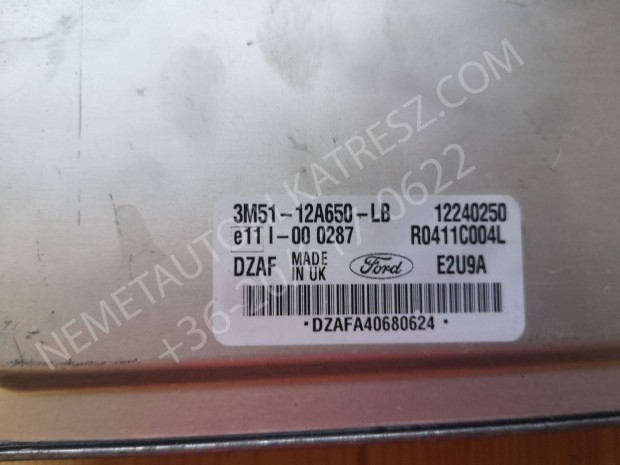 3M51-12A650-LB 12240250
e11 I-00 0287 R0411C004L
DZAF MADE IN UK Ford E2U9A
·DZAFA40680624·
NEMETAUTOALKATRESZ.COM